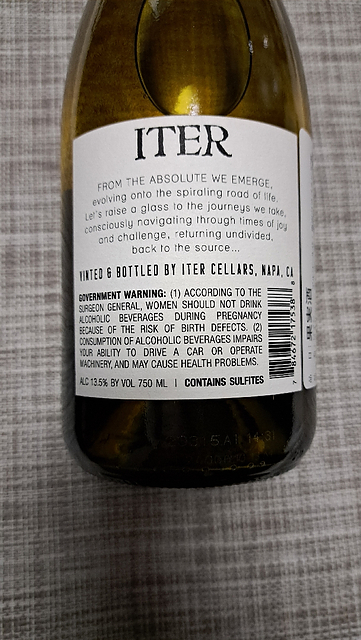 ITER
FROM THE ABSOLUTE WE EMERGE,
evolving onto the spiraling road of life.
Let's raise a glass to the journeys we take,
consciously navigating through times of joy
and challenge, returning undivided,
back to the source...
VINTED & BOTTLED BY ITER CELLARS, NAPA, CA
GOVERNMENT WARNING: (1) ACCORDING TO THE
SURGEON GENERAL, WOMEN SHOULD NOT DRINK
ALCOHOLIC BEVERAGES DURING PREGNANCY
BECAUSE OF THE RISK OF BIRTH DEFECTS. (2)
CONSUMPTION OF ALCOHOLIC BEVERAGES IMPAIRS
YOUR ABILITY TO DRIVE A CAR OR OPERATE
MACHINERY, AND MAY CAUSE HEALTH PROBLEMS.
ALC 13.5% BY VOL 750 ML | CONTAINS SULFITES